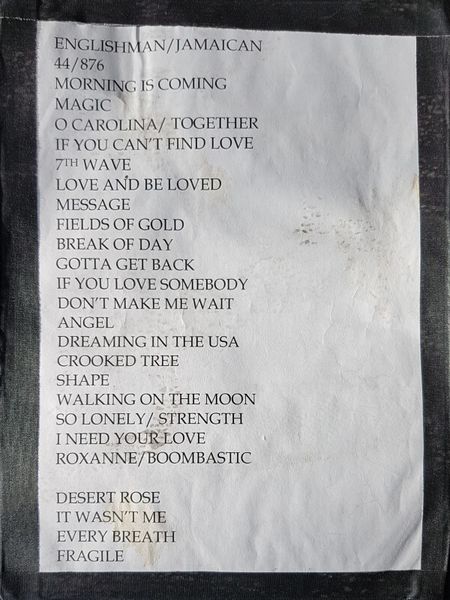 ENGLISHMAN/JAMAICAN
44/876
MORNING IS COMING
MAGIC
O CAROLINA/ TOGETHER
IF YOU CAN'T FIND LOVE
7TH WAVE
LOVE AND BE LOVED
MESSAGE
FIELDS OF GOLD
BREAK OF DAY
GOTTA GET BACK
IF YOU LOVE SOMEBODY
DON'T MAKE ME WAIT
ANGEL
DREAMING IN THE USA
CROOKED TREE
SHAPE
WALKING ON THE MOON
SO LONELY/ STRENGTH
I NEED YOUR LOVE
ROXANNE/BOOMBASTIC
DESERT ROSE
IT WASN'T ME
EVERY BREATH
FRAGILE